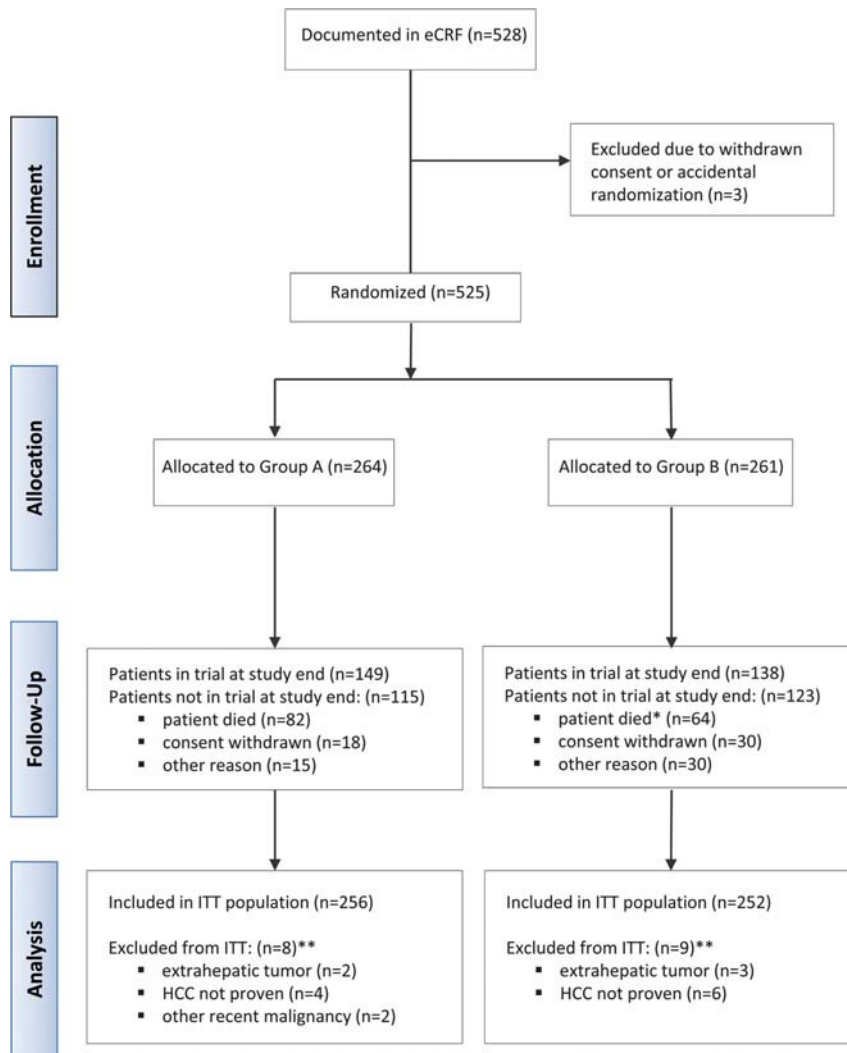 Documented in eCRF (n=528)
Enrollment
Excluded due to withdrawn
consent or accidental
randomization (n=3)
Randomized (n=525)
Allocation
Allocated to Group A (n=264)
Allocated to Group B (n=261)
Follow-Up
Patients in trial at study end (n=149)
Patients not in trial at study end: (n=115)
▪ patient died (n=82)
▪ consent withdrawn (n=18)
▪ other reason (n=15)
Patients in trial at study end (n=138)
Patients not in trial at study end: (n=123)
▪ patient died* (n=64)
▪ consent withdrawn (n=30)
▪ other reason (n=30)
Analysis
Included in ITT population (n=256)
Excluded from ITT: (n=8)**
▪ extrahepatic tumor (n=2)
▪ HCC not proven (n=4)
▪ other recent malignancy (n=2)
Included in ITT population (n=252)
Excluded from ITT: (n=9)**
▪ extrahepatic tumor (n=3)
▪ HCC not proven (n=6)